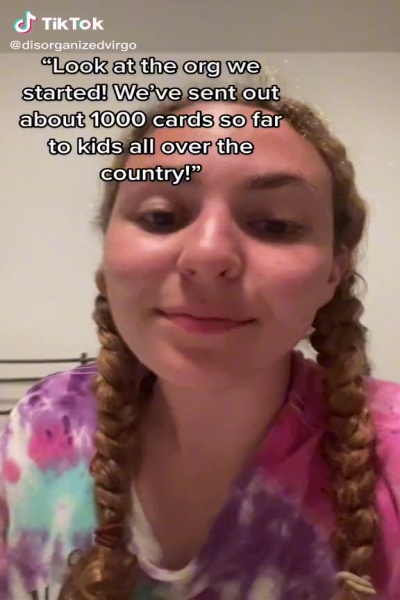 TikTok
@disorganizedvirgo
“Look at the org we
started! We’ve sent out
about 1000 cards so far
to kids all over the
country!”